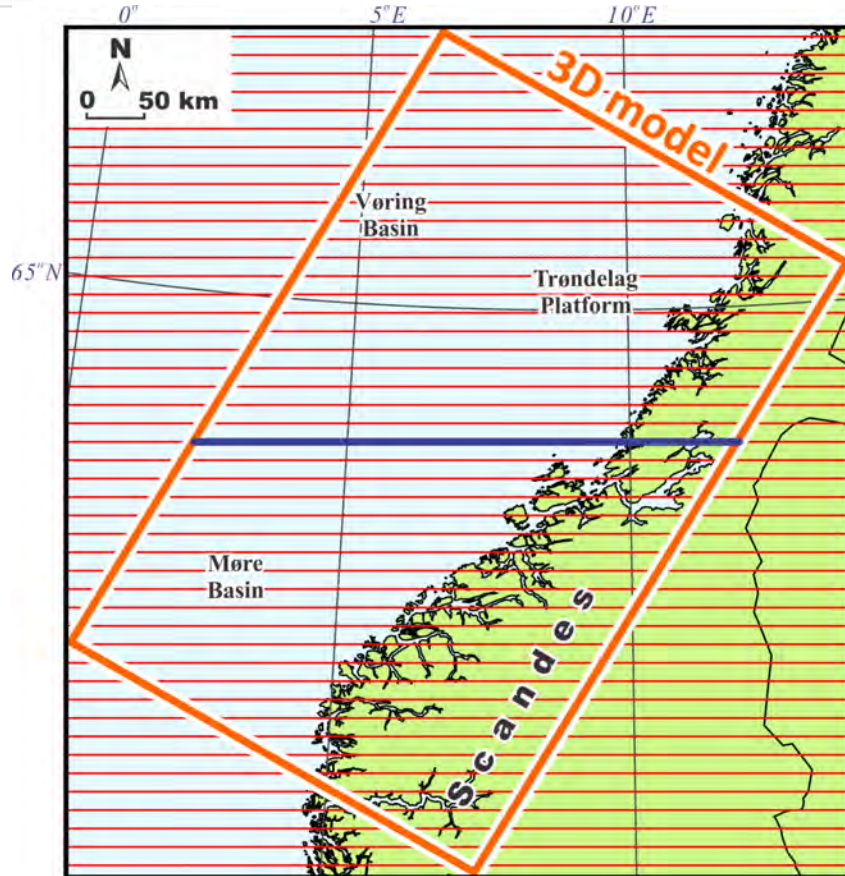 0° 5°E 10°E
N
0 50 km
3D model
Vøring
Basin
65°N
Trøndelag
Platform
Møre
Basin
Scandes